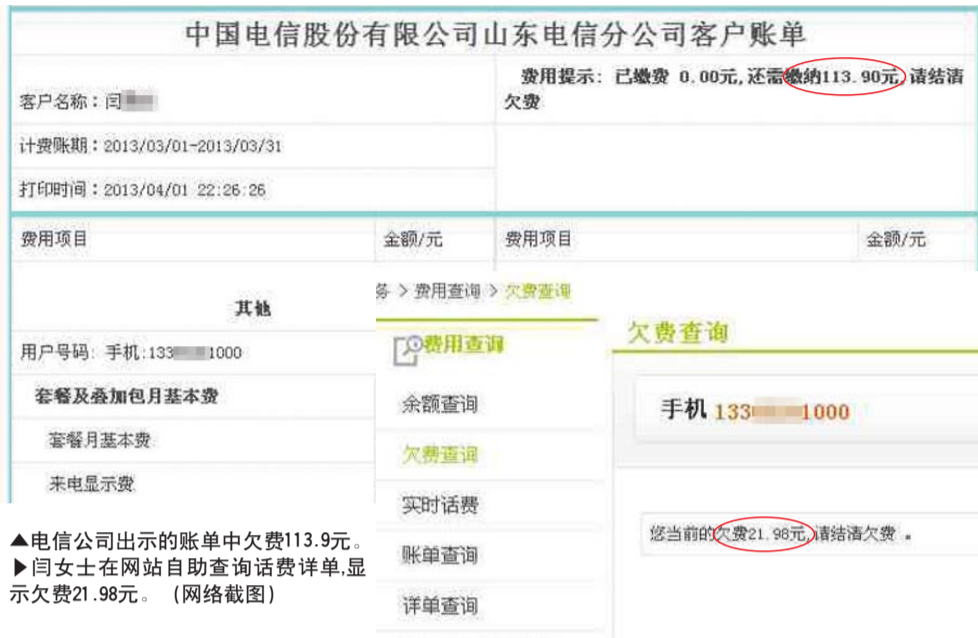 中国电信股份有限公司山东电信分公司客户账单
费用提示: 已缴费 0.00元,还需缴纳113.90元,请结清
欠费
客户名称：闫
计费账期：2013/03/01-2013/03/31
打印时间：2013/04/01 22:26:26
费用项目 金额/元 费用项目 金额/元
其他
用户号码: 手机:133 1000
套餐及叠加包月基本费
套餐月基本费
来电显示费
务 > 费用查询 > 欠费查询
费用查询
余额查询
欠费查询
实时话费
账单查询
详单查询
欠费查询
手机 133 1000
您当前的欠费21.98元,请结清欠费 。
▲电信公司出示的账单中欠费113.9元。
▶闫女士在网站自助查询话费详单,显
示欠费21.98元。（网络截图）